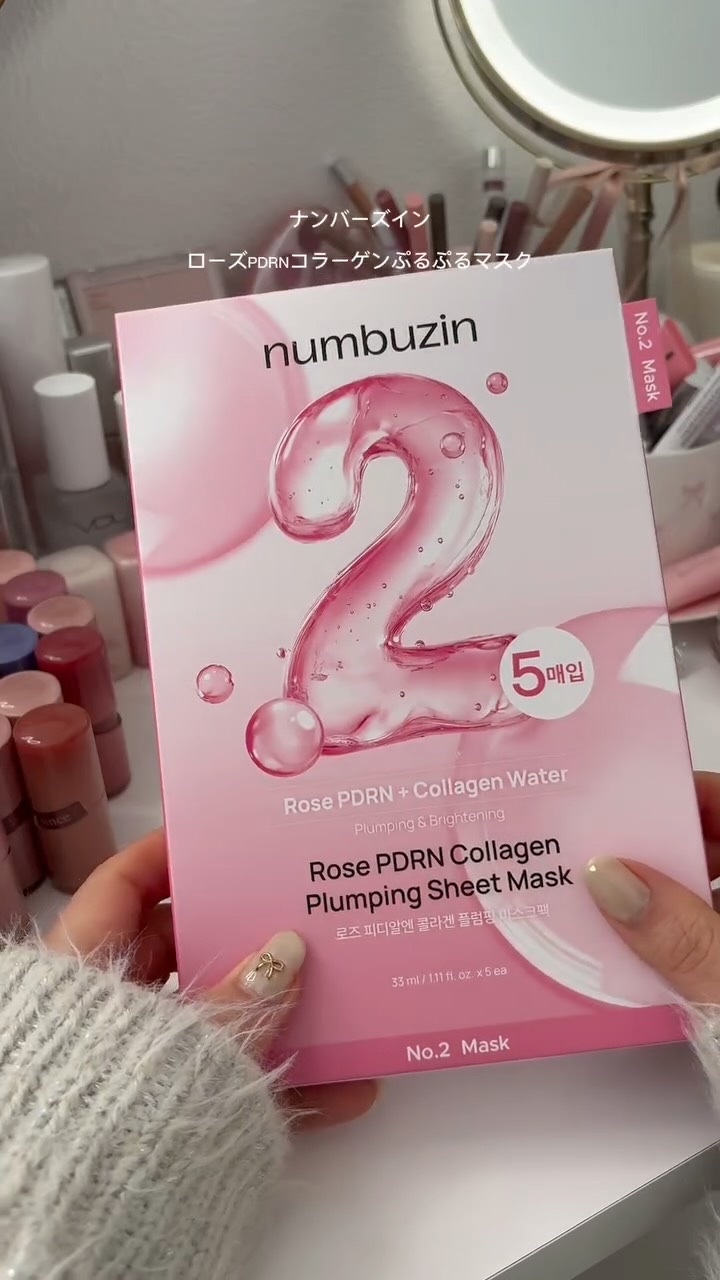 ナンバーズイン
ローズPDRNコラーゲンぷるぷるマスク
numbuzin
No.2 Mask
2
5매입
Rose PDRN + Collagen Water
Plumping & Brightening
Rose PDRN Collagen
Plumping Sheet Mask
로즈 피디알엔 콜라겐 플럼핑 마스크팩
33 ml / 1.11 fl. oz. x 5 ea
No.2 Mask